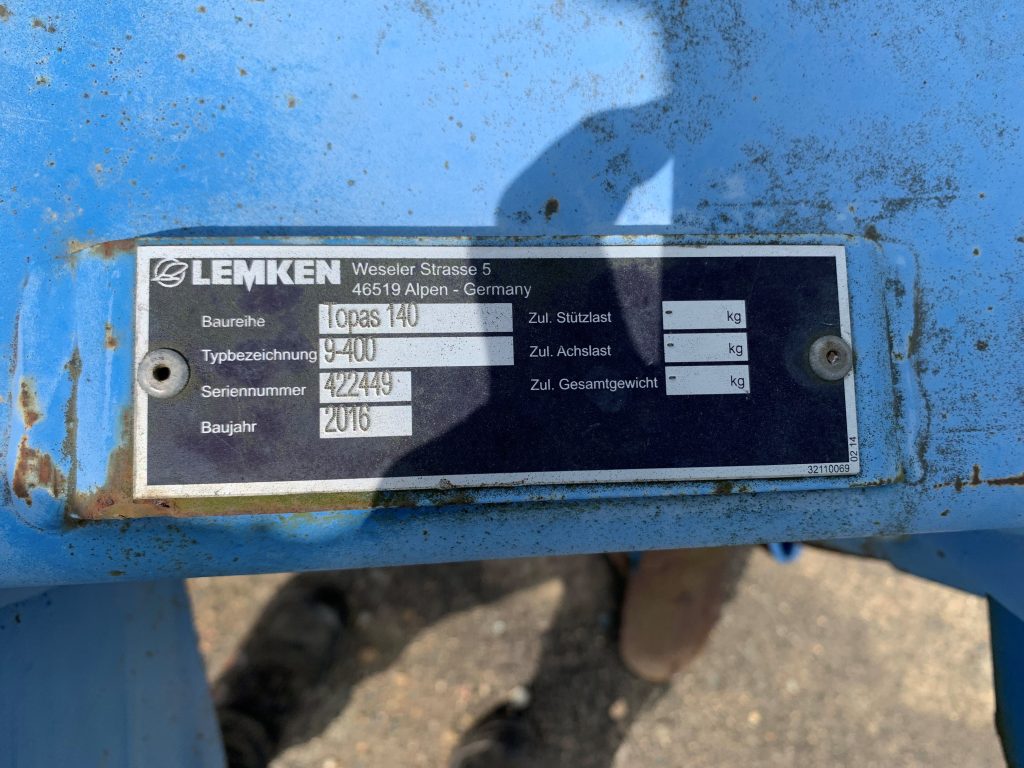 LEMKEN Weseler Strasse 5
46519 Alpen - Germany
Baureihe Topas 140 Zul. Stützlast - kg
Typbezeichnung 9-400 Zul. Achslast - kg
Seriennummer 422449 Zul. Gesamtgewicht - kg
Baujahr 2016
32110069 02 14